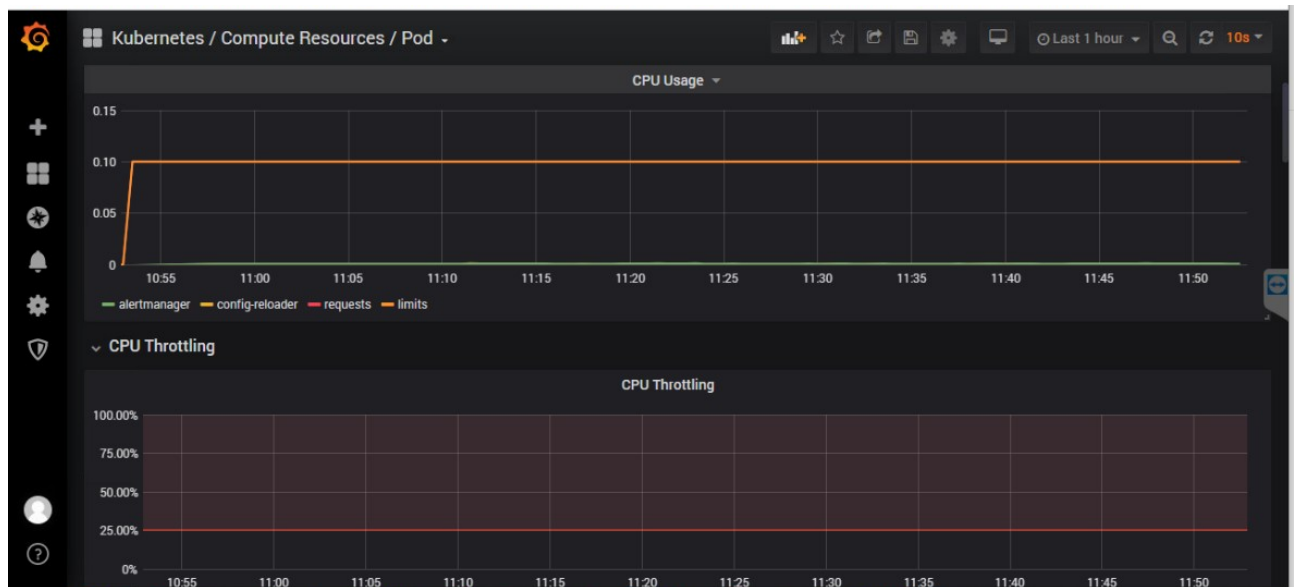 Kubernetes / Compute Resources / Pod
Last 1 hour
10s
CPU Usage
0.15
0.10
0.05
0
10:55 11:00 11:05 11:10 11:15 11:20 11:25 11:30 11:35 11:40 11:45 11:50
alertmanager config-reloader requests limits
CPU Throttling
CPU Throttling
100.00%
75.00%
50.00%
25.00%
0%
10:55 11:00 11:05 11:10 11:15 11:20 11:25 11:30 11:35 11:40 11:45 11:50